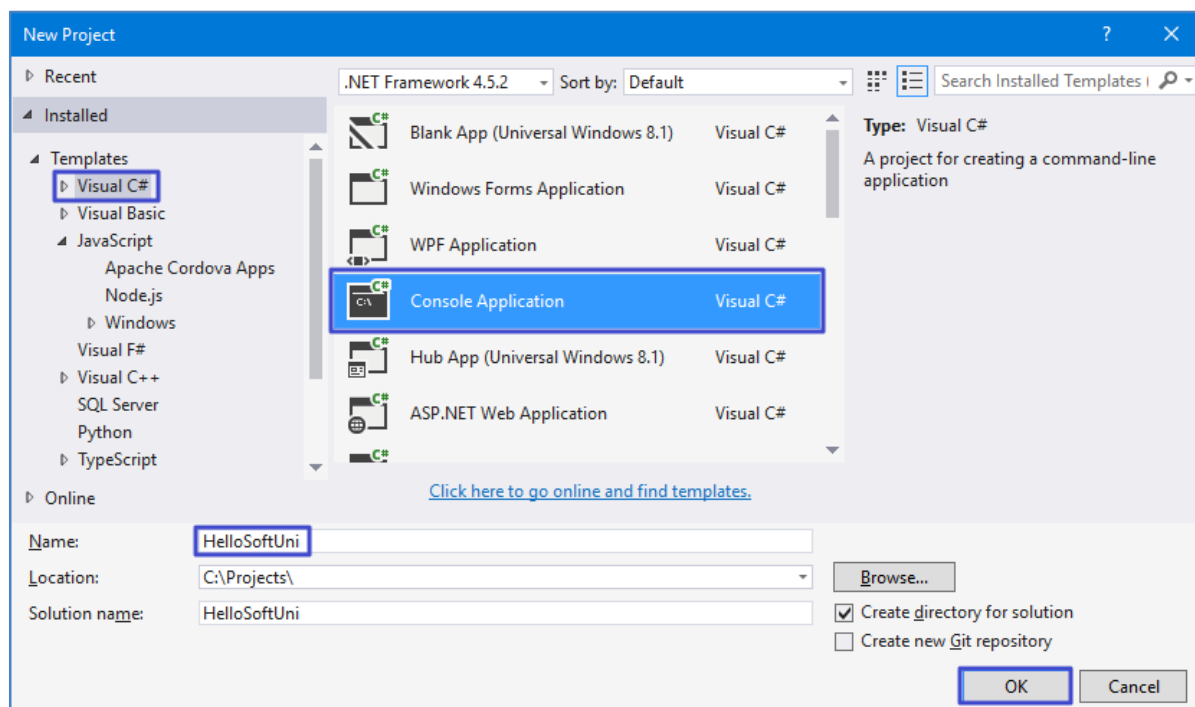 New Project
?
Recent
.NET Framework 4.5.2
Sort by:
Default
Search Installed Templates (
Installed
Templates
Visual C#
Visual Basic
JavaScript
Apache Cordova Apps
Node.js
Windows
Visual F#
Visual C++
SQL Server
Python
TypeScript
Online
C# Blank App (Universal Windows 8.1) Visual C#
C# Windows Forms Application Visual C#
C# WPF Application Visual C#
C:\ C# Console Application Visual C#
C# Hub App (Universal Windows 8.1) Visual C#
C# ASP.NET Web Application Visual C#
C#
Click here to go online and find templates.
Type: Visual C#
A project for creating a command-line
application
Name: HelloSoftUni
Location: C:\Projects\
Browse...
Solution name: HelloSoftUni
Create directory for solution
Create new Git repository
OK
Cancel